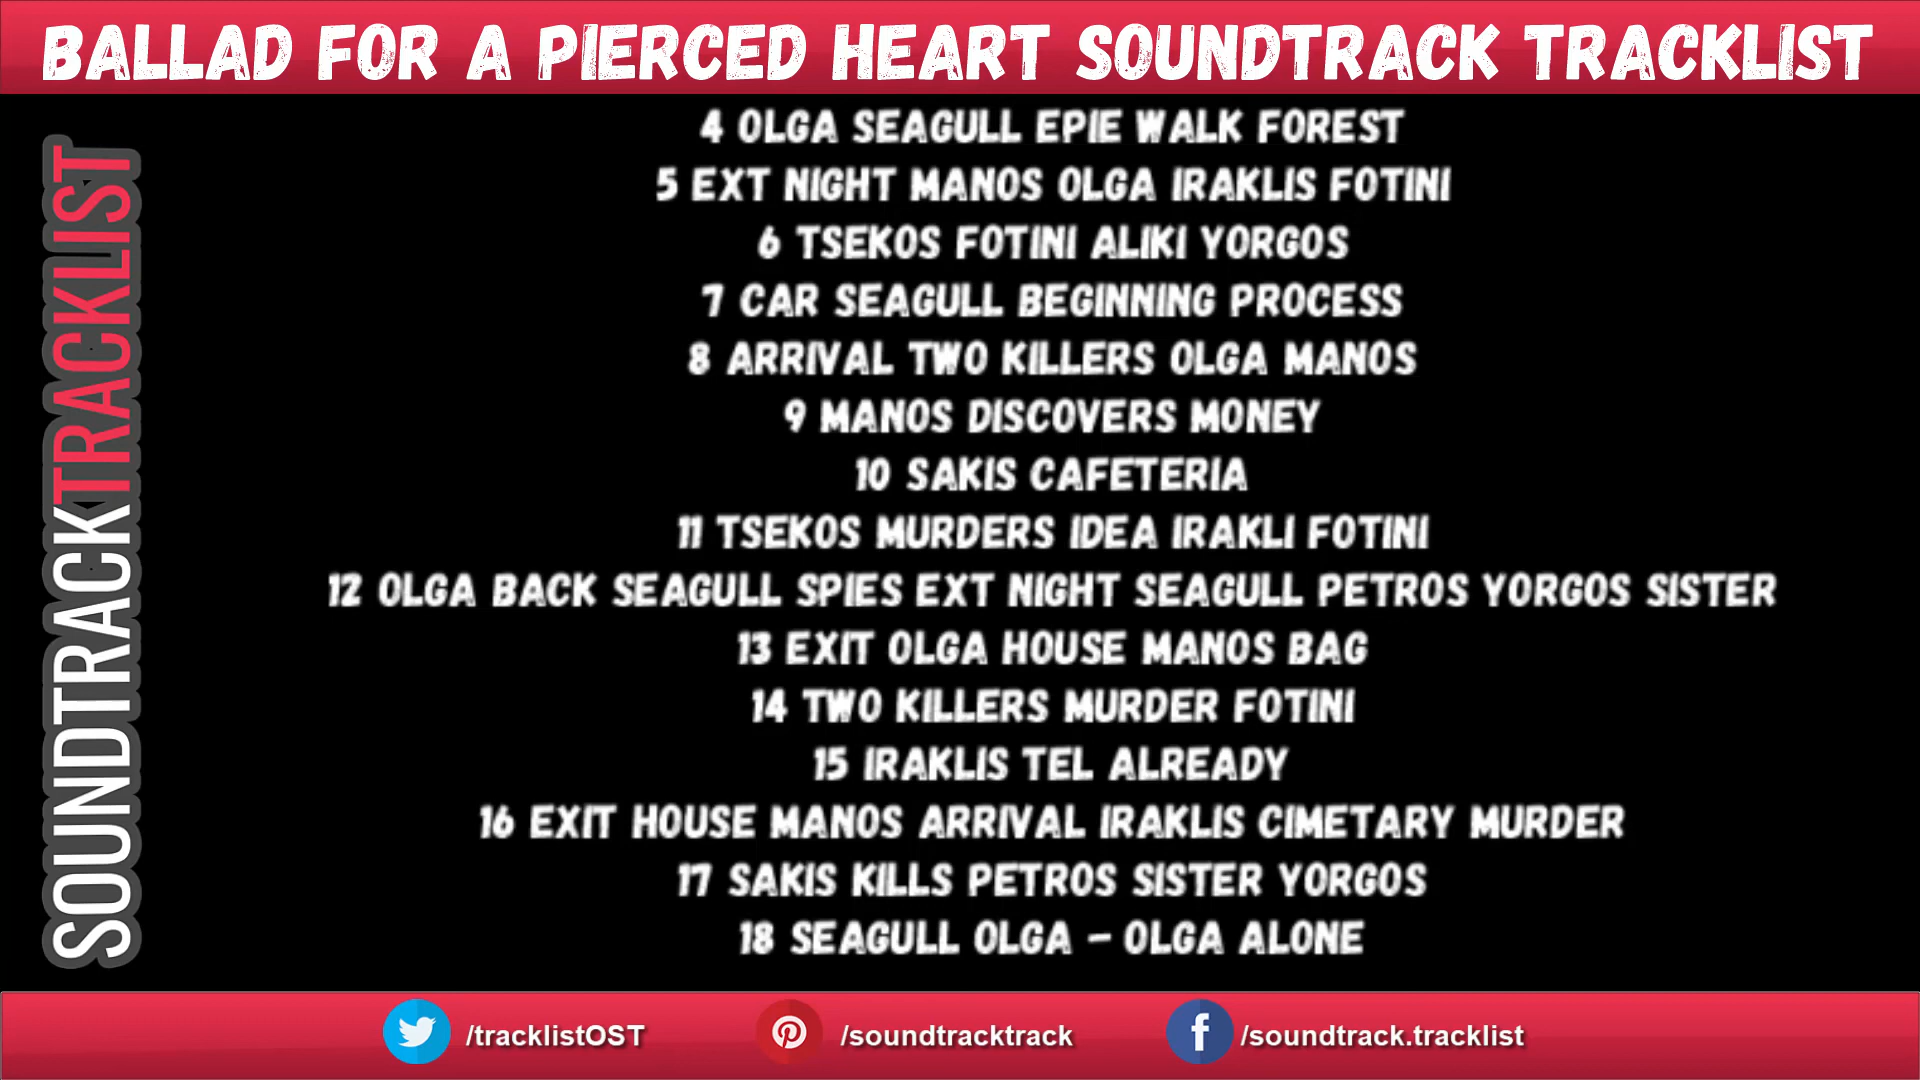 BALLAD FOR A PIERCED HEART SOUNDTRACK TRACKLIST
SOUNDTRACKTRACKLIST
4 OLGA SEAGULL EPIE WALK FOREST
5 EXT NIGHT MANOS OLGA IRAKLIS FOTINI
6 TSEKOS FOTINI ALIKI YORGOS
7 CAR SEAGULL BEGINNING PROCESS
8 ARRIVAL TWO KILLERS OLGA MANOS
9 MANOS DISCOVERS MONEY
10 SAKIS CAFETERIA
11 TSEKOS MURDERS IDEA IRAKLI FOTINI
12 OLGA BACK SEAGULL SPIES EXT NIGHT SEAGULL PETROS YORGOS SISTER
13 EXIT OLGA HOUSE MANOS BAG
14 TWO KILLERS MURDER FOTINI
15 IRAKLIS TEL ALREADY
16 EXIT HOUSE MANOS ARRIVAL IRAKLIS CIMETARY MURDER
17 SAKIS KILLS PETROS SISTER YORGOS
18 SEAGULL OLGA – OLGA ALONE
/tracklistOST
/soundtracktrack
/soundtrack.tracklist